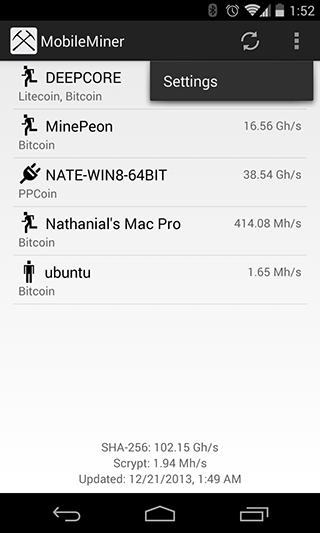 1:52
MobileMiner
Settings
DEEPCORE
Litecoin, Bitcoin
MinePeon
16.56 Gh/s
Bitcoin
NATE-WIN8-64BIT
38.54 Gh/s
PPCoin
Nathanial's Mac Pro
414.08 Mh/s
Bitcoin
ubuntu
1.65 Mh/s
Bitcoin
SHA-256: 102.15 Gh/s
Scrypt: 1.94 Mh/s
Updated: 12/21/2013, 1:49 AM